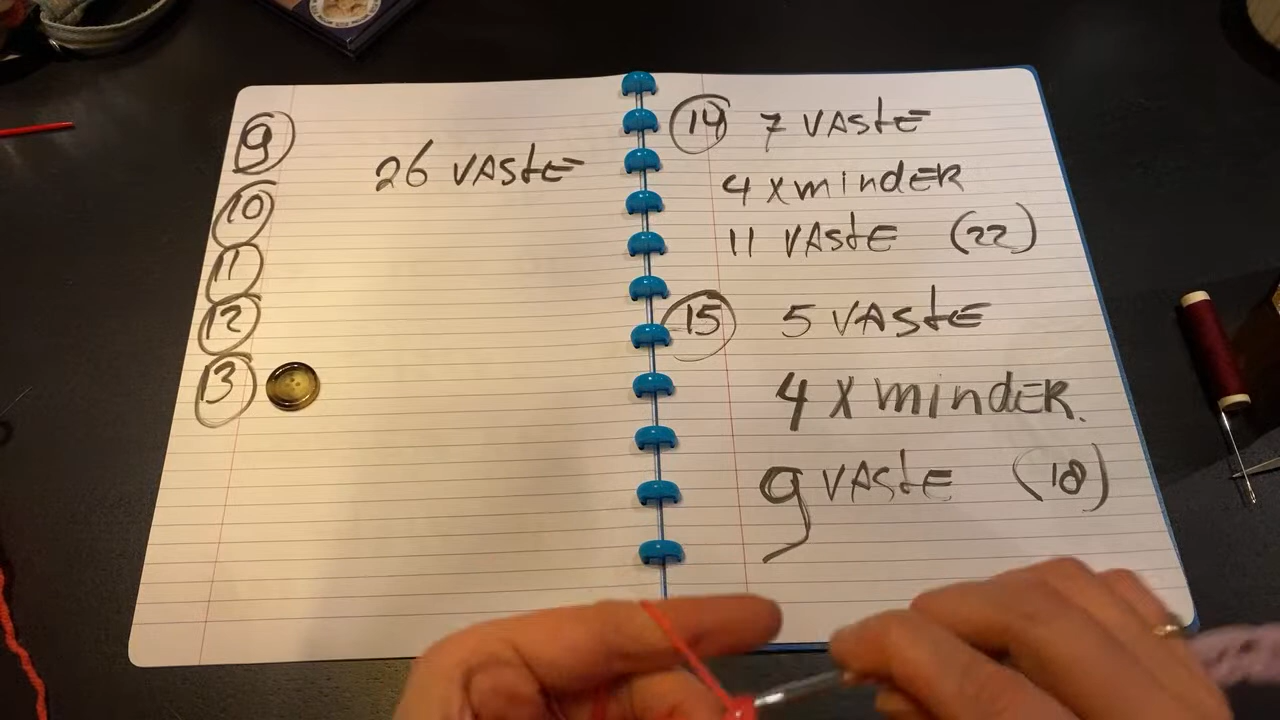 9
26 VASTE
10
11
12
13
14 7 VASTE
4 x mindER
11 VASTE (22)
15 5 VASTE
4 x mindER.
9 VASTE (18)